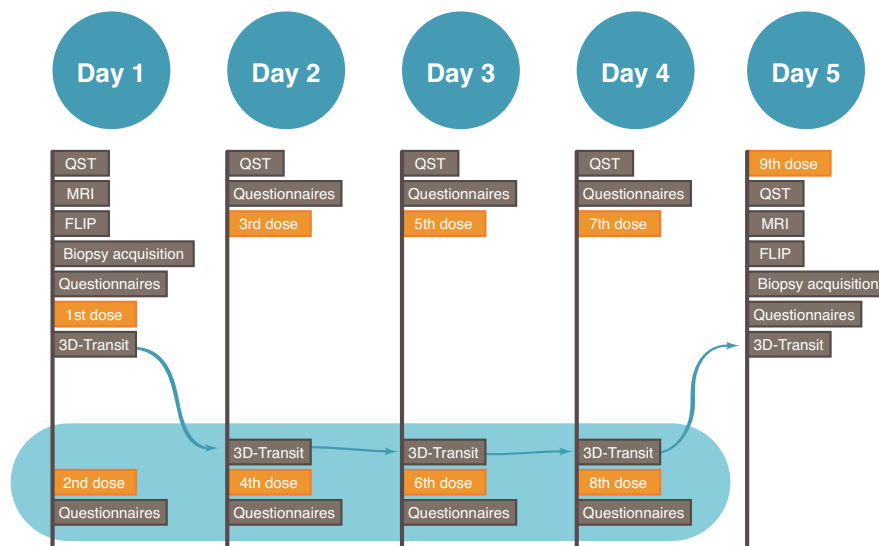 Day 1
Day 2
Day 3
Day 4
Day 5
QST
MRI
FLIP
Biopsy acquisition
Questionnaires
1st dose
3D-Transit
2nd dose
Questionnaires
QST
Questionnaires
3rd dose
3D-Transit
4th dose
Questionnaires
QST
Questionnaires
5th dose
3D-Transit
6th dose
Questionnaires
QST
Questionnaires
7th dose
3D-Transit
8th dose
Questionnaires
9th dose
QST
MRI
FLIP
Biopsy acquisition
Questionnaires
3D-Transit